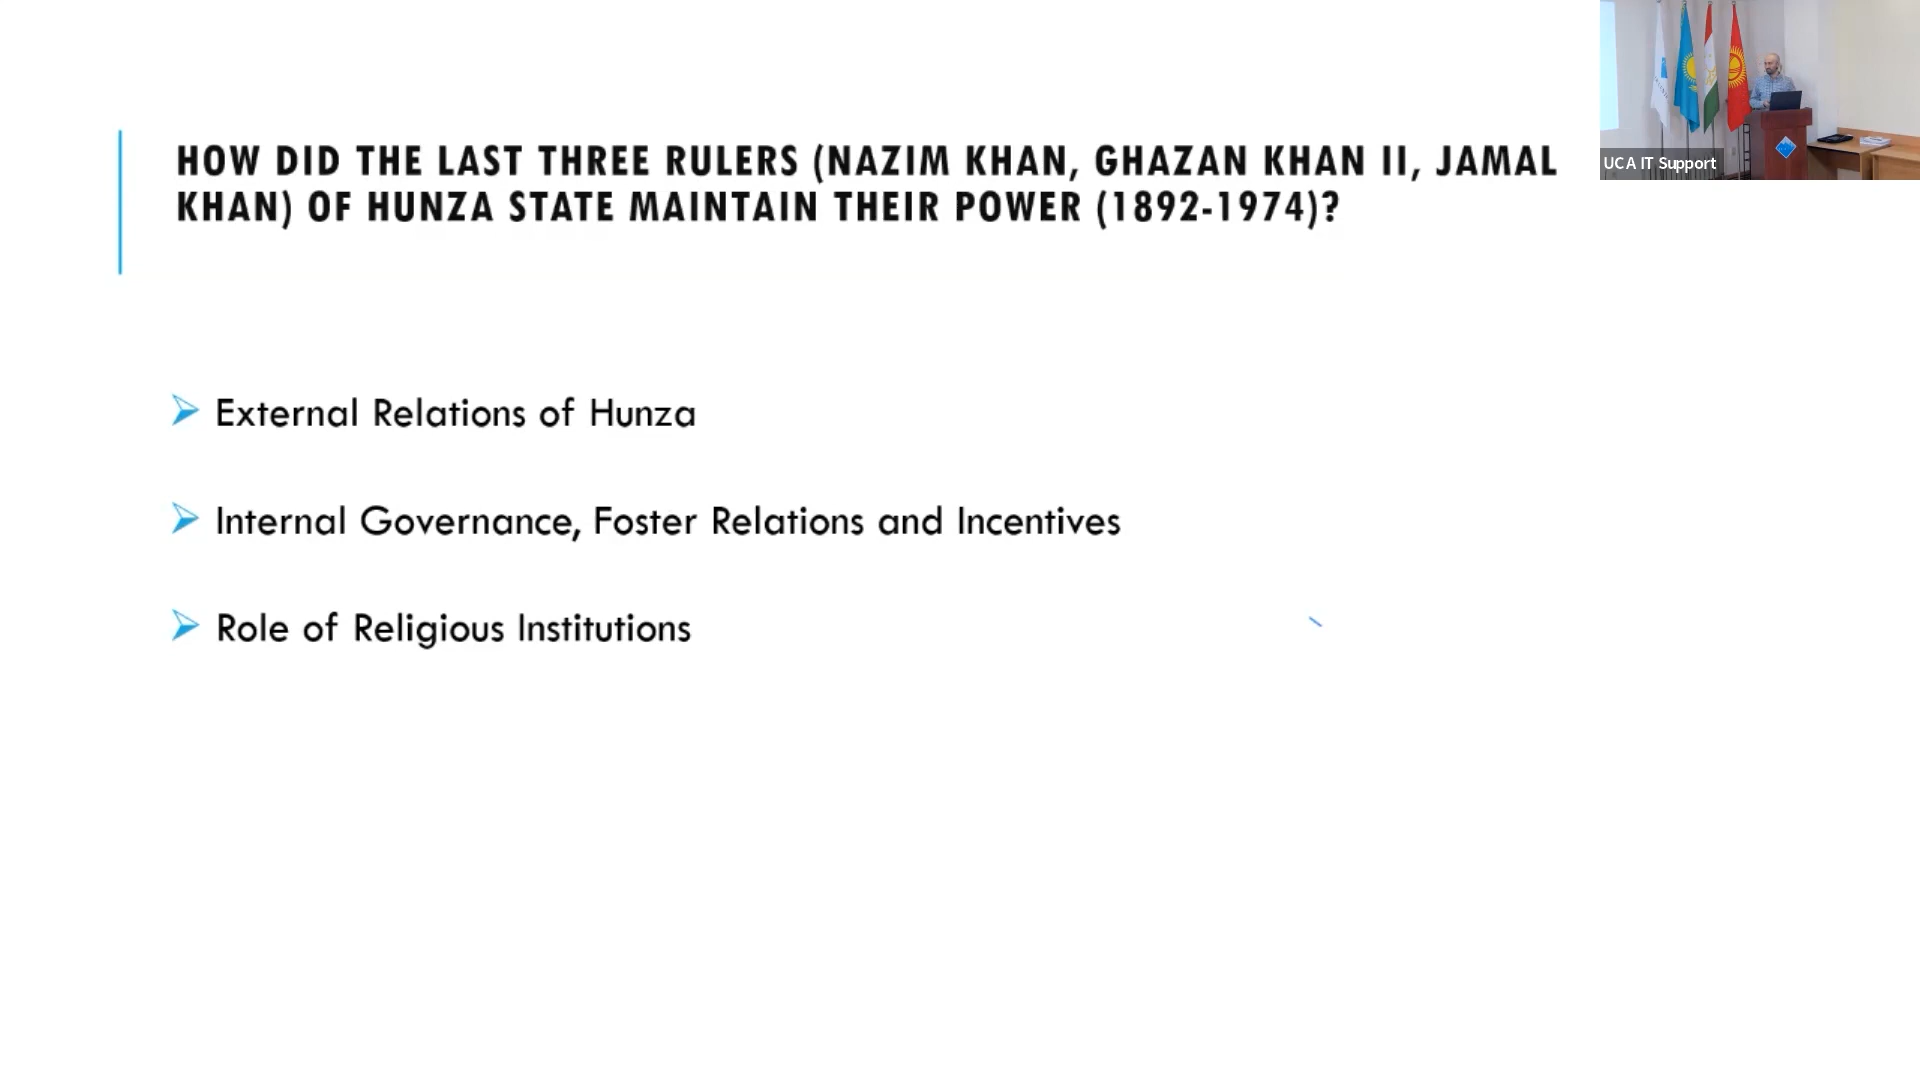 HOW DID THE LAST THREE RULERS (NAZIM KHAN, GHAZAN KHAN II, JAMAL
KHAN) OF HUNZA STATE MAINTAIN THEIR POWER (1892-1974)?
UCA IT Support
External Relations of Hunza
Internal Governance, Foster Relations and Incentives
Role of Religious Institutions